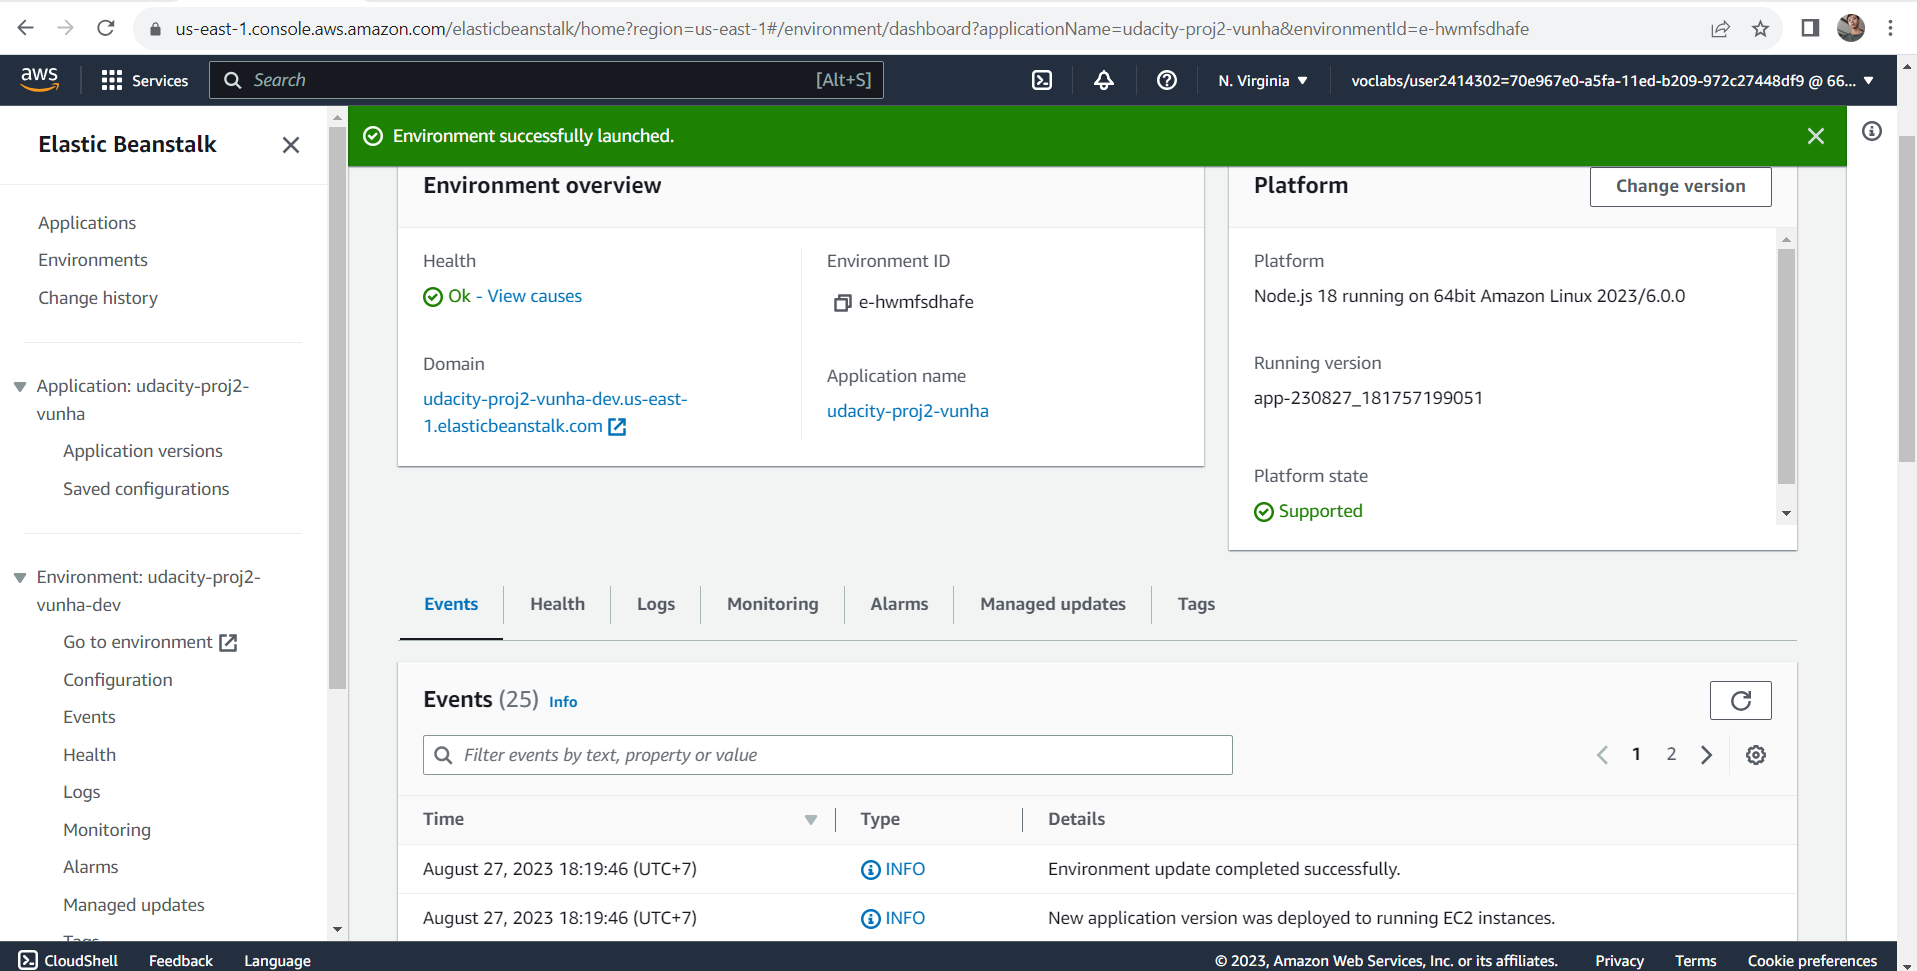 us-east-1.console.aws.amazon.com/elasticbeanstalk/home?region=us-east-1#/environment/dashboard?applicationName=udacity-proj2-vunha&environmentId=e-hwmfsdhafe
aws
Services
Search
[Alt+S]
N. Virginia
voclabs/user2414302=70e967e0-a5fa-11ed-b209-972c27448df9 @ 66...
Elastic Beanstalk
Applications
Environments
Change history
Application: udacity-proj2-
vunha
Application versions
Saved configurations
Environment: udacity-proj2-
vunha-dev
Go to environment
Configuration
Events
Health
Logs
Monitoring
Alarms
Managed updates
Tags
Environment successfully launched.
Environment overview
Health
Ok - View causes
Domain
udacity-proj2-vunha-dev.us-east-
1.elasticbeanstalk.com
Environment ID
e-hwmfsdhafe
Application name
udacity-proj2-vunha
Platform
Change version
Platform
Node.js 18 running on 64bit Amazon Linux 2023/6.0.0
Running version
app-230827_181757199051
Platform state
Supported
Events Health Logs Monitoring Alarms Managed updates Tags
Events (25) Info
Filter events by text, property or value
1 2
Time Type Details
August 27, 2023 18:19:46 (UTC+7) INFO Environment update completed successfully.
August 27, 2023 18:19:46 (UTC+7) INFO New application version was deployed to running EC2 instances.
CloudShell Feedback Language
© 2023, Amazon Web Services, Inc. or its affiliates. Privacy Terms Cookie preferences